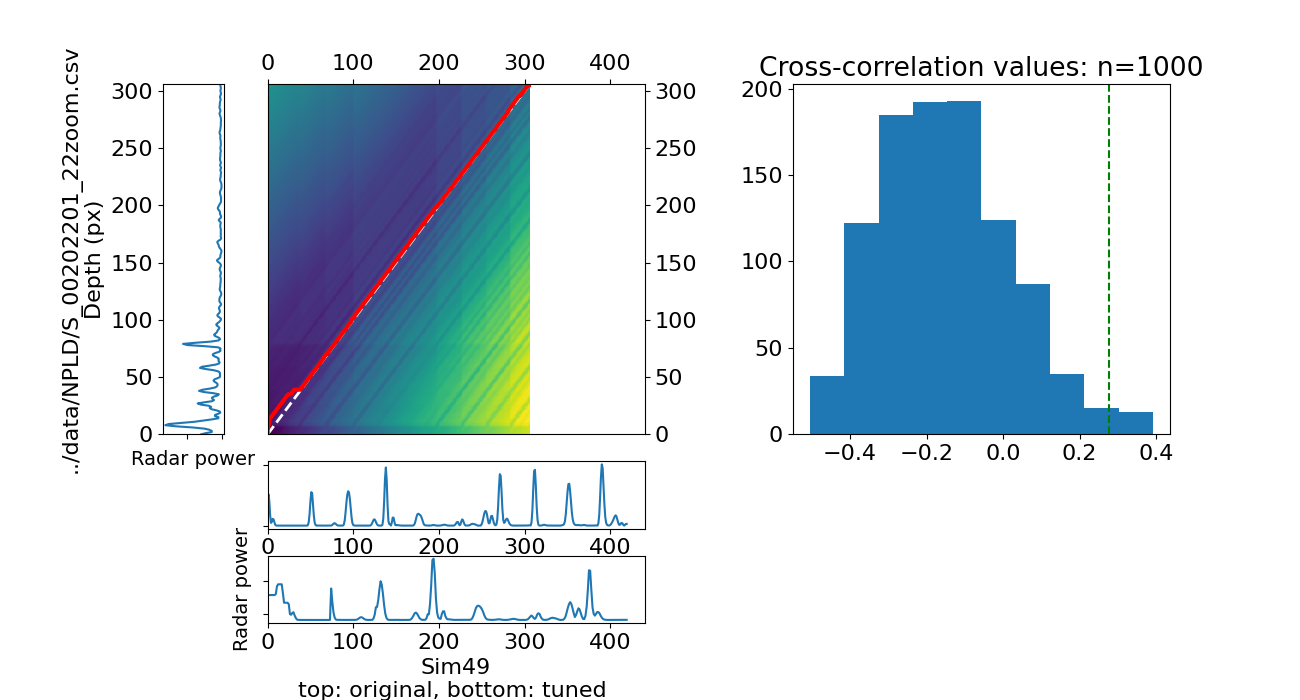 0 100 200 300 400
Cross-correlation values: n=1000
../data/NPLD/S_00202201_22zoom.csv
Depth (px)
300
250
200
150
100
50
0
300
250
200
150
100
50
0
200
150
100
50
0
−0.4 −0.2 0.0 0.2 0.4
Radar power
0 100 200 300 400
Radar power
0 100 200 300 400
Sim49
top: original, bottom: tuned